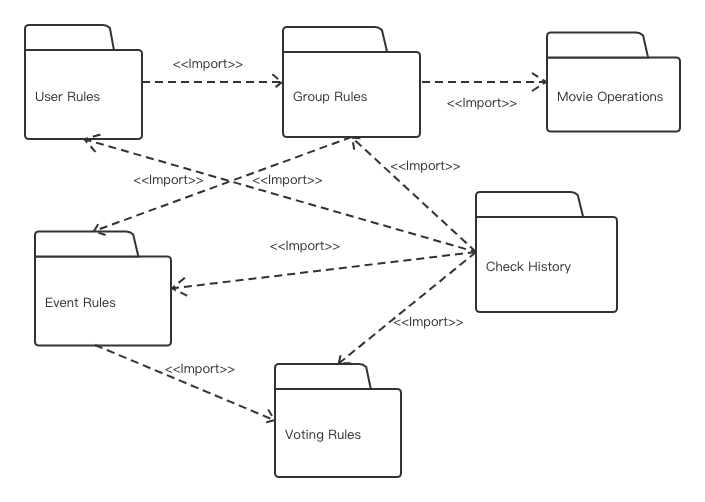 <<Import>>
User Rules
Group Rules
Movie Operations
<<Import>>
<<Import>>
<<Import>>
<<Import>>
<<Import>>
Check History
Event Rules
<<Import>>
<<Import>>
Voting Rules